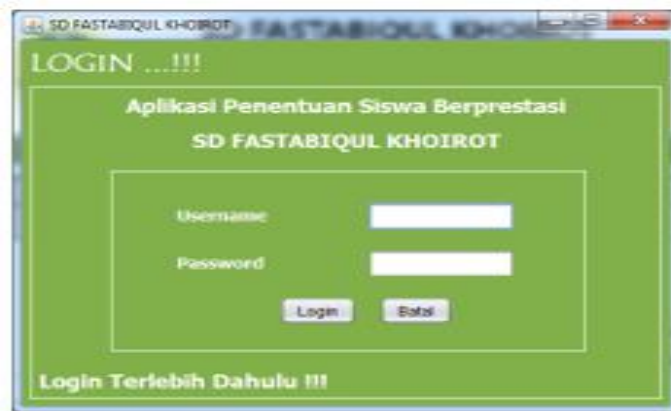 SD FASTABIQUL KHOIROT
LOGIN ...!!!
Aplikasi Penentuan Siswa Berprestasi
SD FASTABIQUL KHOIROT
Username
Password
Login Batal
Login Terlebih Dahulu !!!